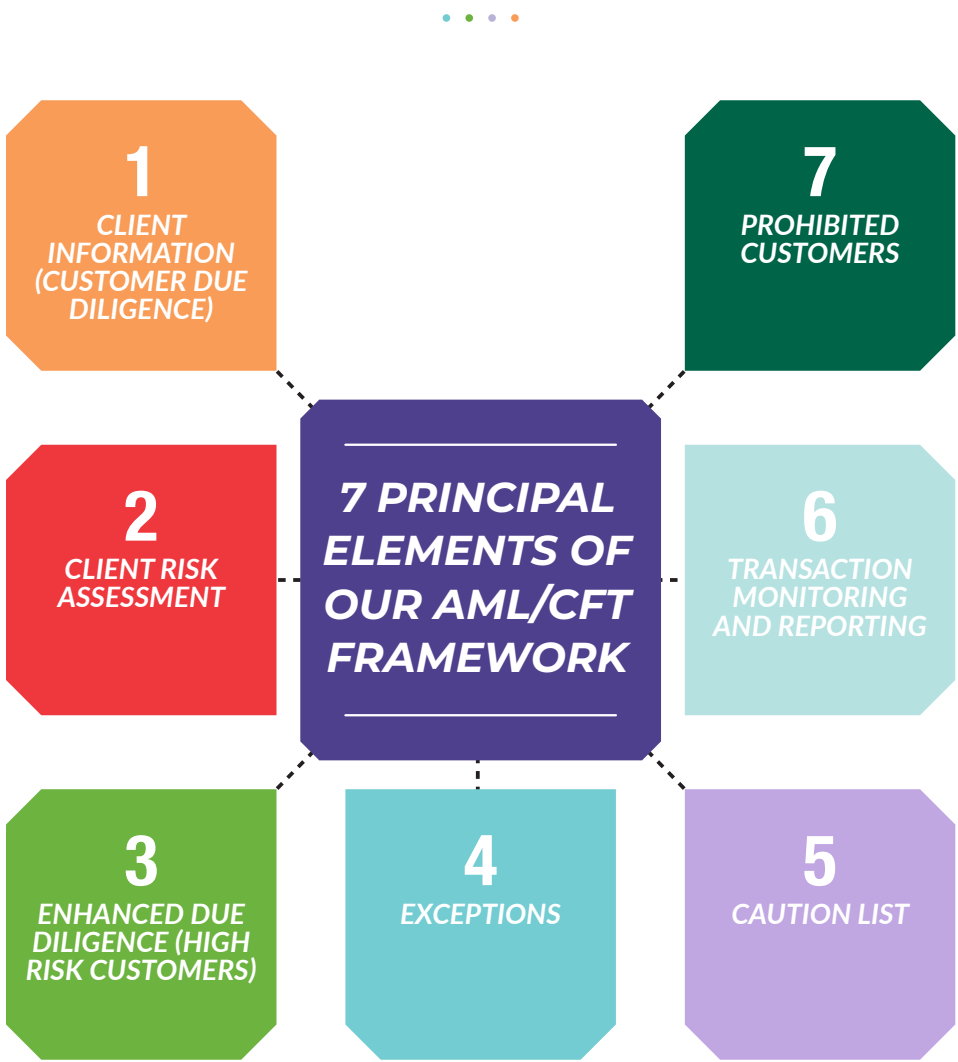 1
CLIENT
INFORMATION
(CUSTOMER DUE
DILIGENCE)
7
PROHIBITED
CUSTOMERS
7 PRINCIPAL
ELEMENTS OF
OUR AML/CFT
FRAMEWORK
2
CLIENT RISK
ASSESSMENT
6
TRANSACTION
MONITORING
AND REPORTING
3
ENHANCED DUE
DILIGENCE (HIGH
RISK CUSTOMERS)
4
EXCEPTIONS
5
CAUTION LIST